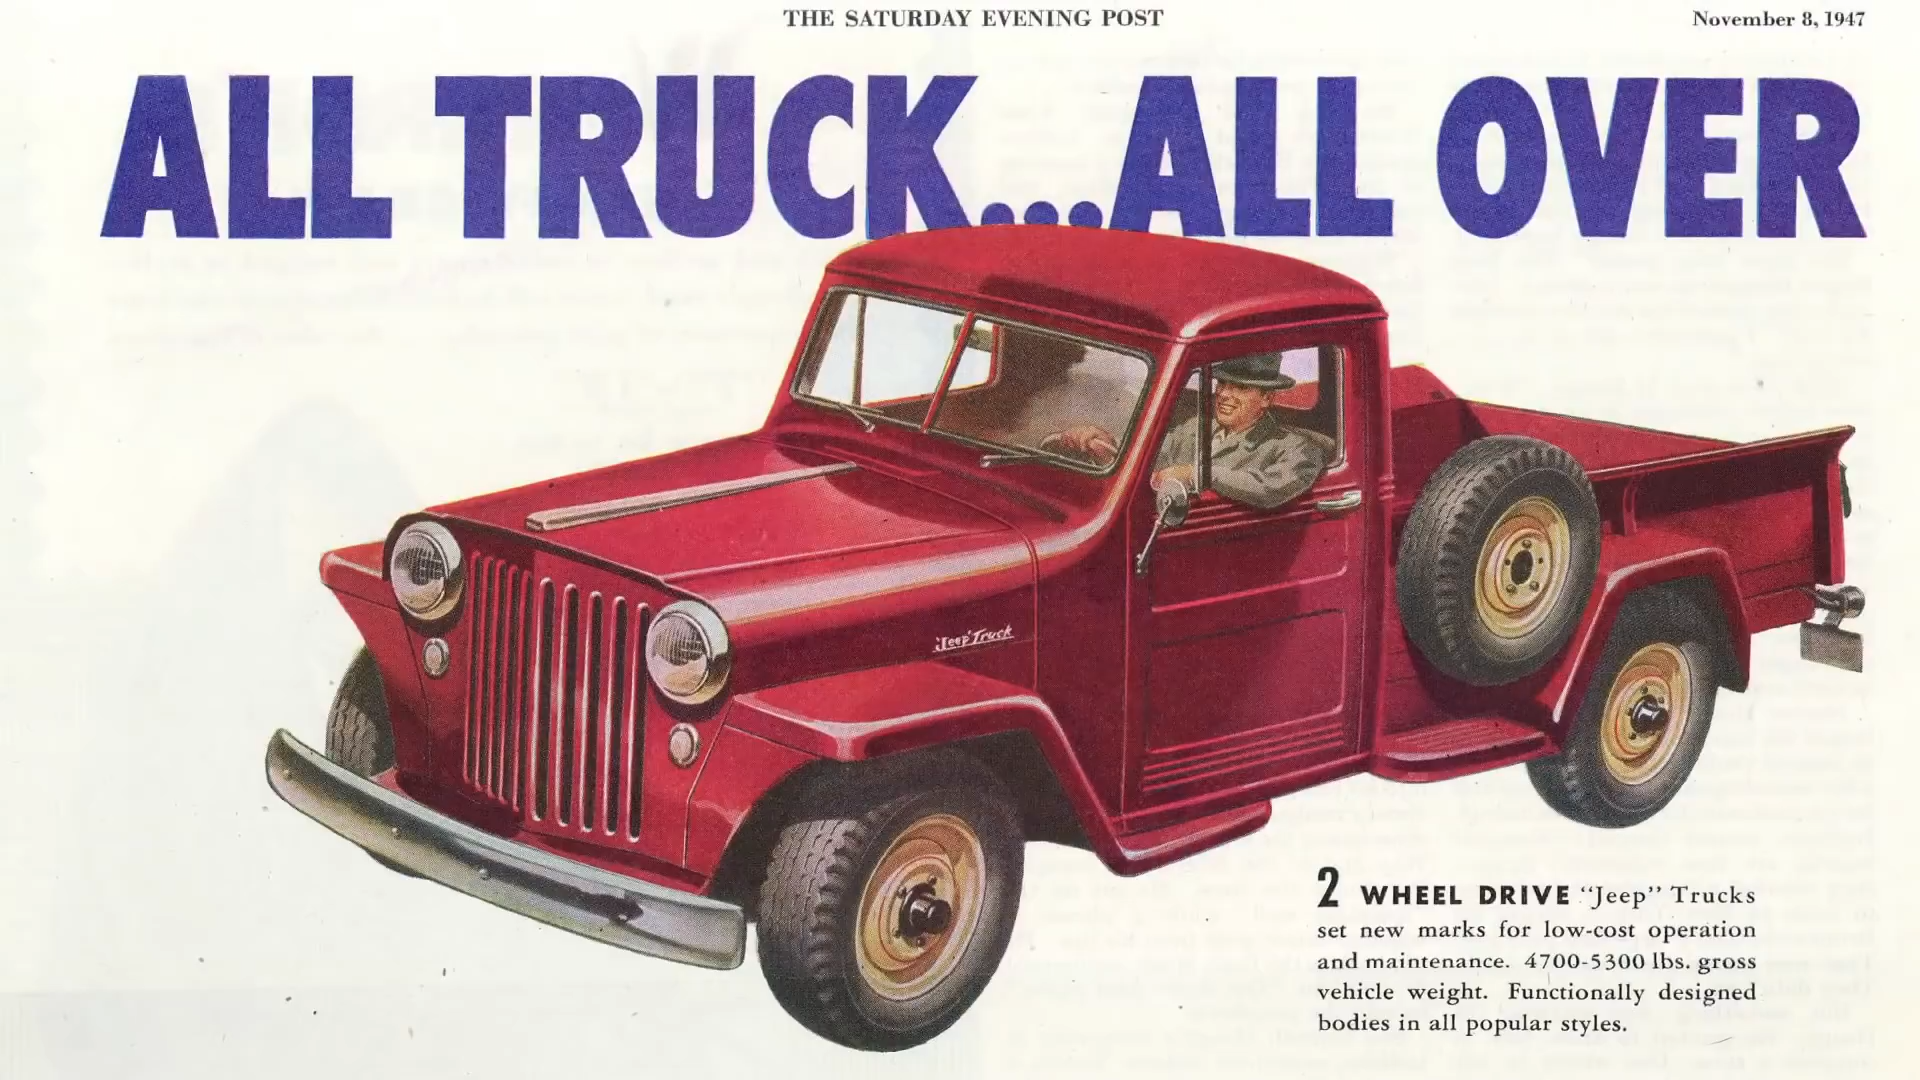 THE SATURDAY EVENING POST
November 8, 1947
ALL TRUCK...ALL OVER
'Jeep' Truck
2 WHEEL DRIVE "Jeep" Trucks
set new marks for low-cost operation
and maintenance. 4700-5300 lbs. gross
vehicle weight. Functionally designed
bodies in all popular styles.